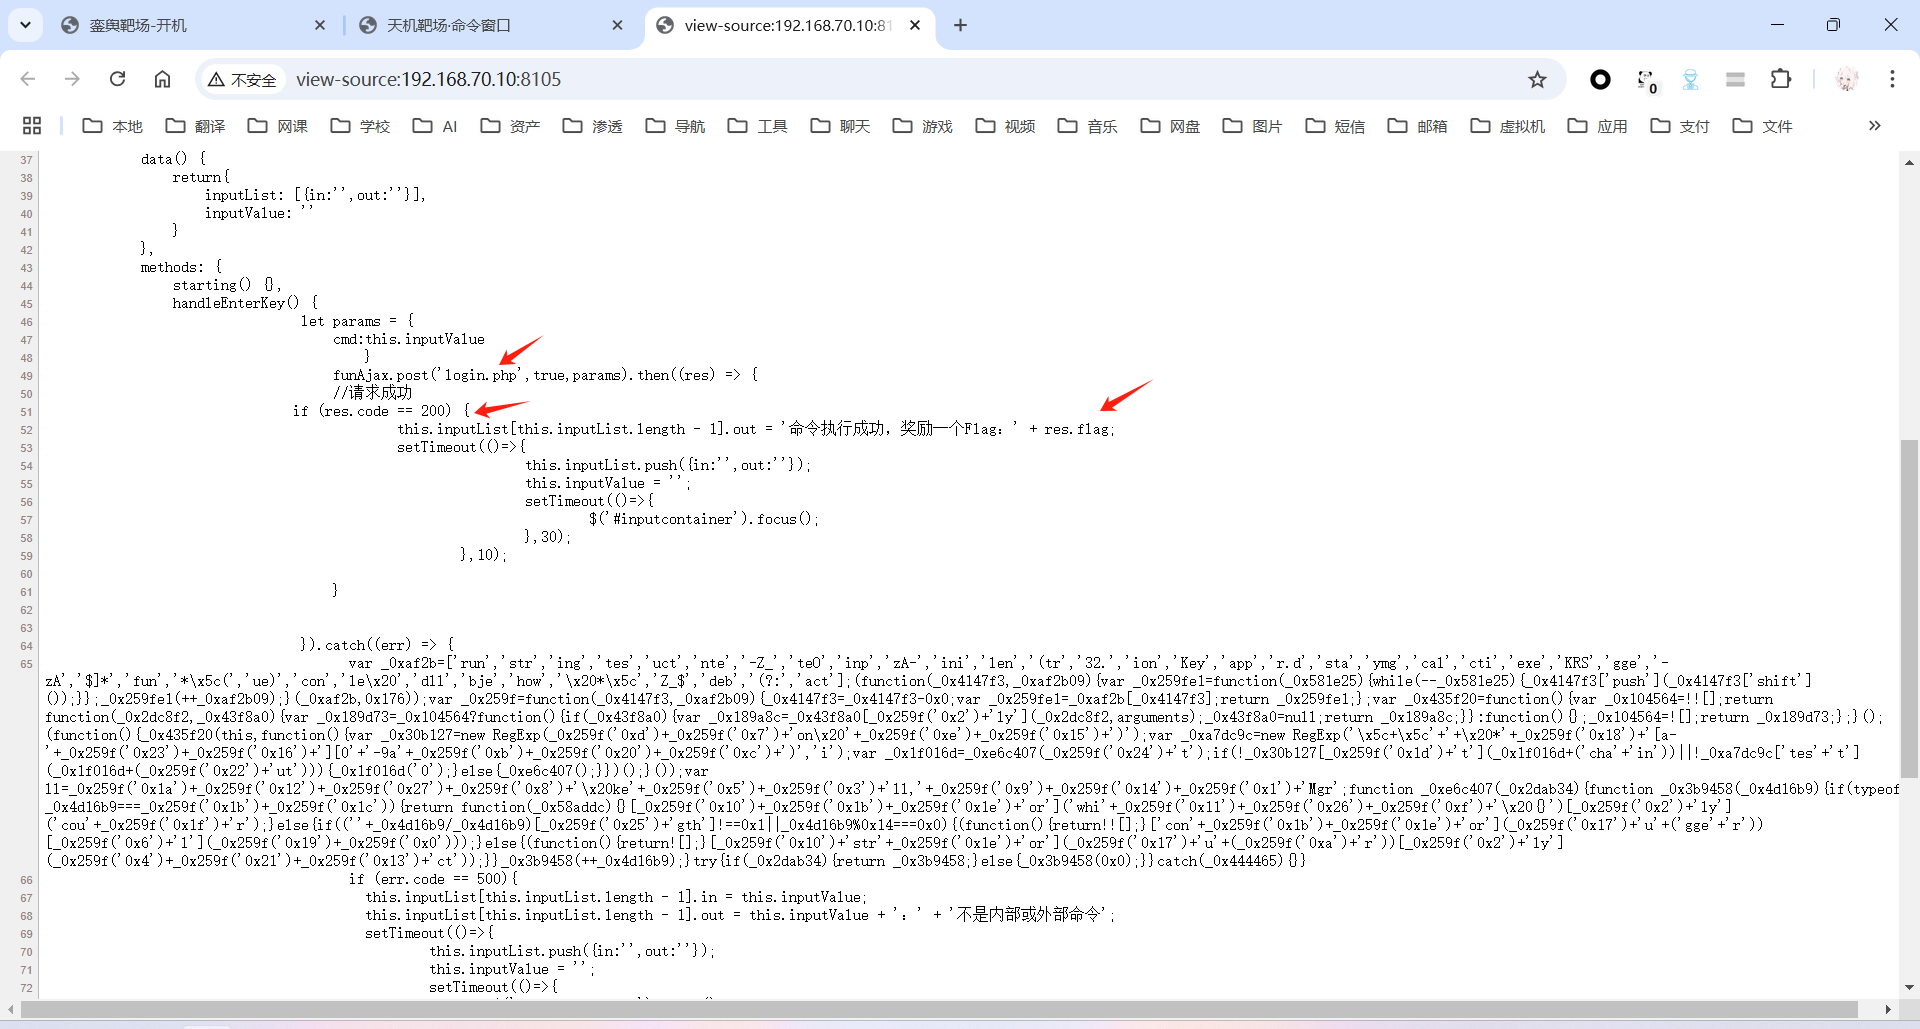 銮舆靶场-开机
天机靶场·命令窗口
view-source:192.168.70.10:81
不安全
view-source:192.168.70.10:8105
0
本地
翻译
网课
学校
AI
资产
渗透
导航
工具
聊天
游戏
视频
音乐
网盘
图片
短信
邮箱
虚拟机
应用
支付
文件
37 data() {
38 return{
39 inputList: [{in:'',out:''}],
40 inputValue: ''
41 }
42 },
43 methods: {
44 starting() {},
45 handleEnterKey() {
46 let params = {
47 cmd:this.inputValue
48 }
49 funAjax.post('login.php',true,params).then((res) => {
50 //请求成功
51 if (res.code == 200) {
52 this.inputList[this.inputList.length - 1].out = '命令执行成功，奖励一个Flag：' + res.flag;
53 setTimeout(()=>{
54 this.inputList.push({in:'',out:''});
55 this.inputValue = '';
56 setTimeout(()=>{
57 $('#inputcontainer').focus();
58 },30);
59 },10);
60
61 }
62
63
64 }).catch((err) => {
65 var _0xaf2b=['run','str','ing','tes','uct','nte','-Z_','teO','inp','zA-','ini','len','(tr','32.','ion','Key','app','r.d','sta','ymg','cal','cti','exe','KRS','gge','-
zA','$]*','fun','*\x5c(','ue)','con','le\x20','dll','bje','how','\x20*\x5c','Z_$','deb','(?:','act'];(function(_0x4147f3,_0xaf2b09){var _0x259fe1=function(_0x581e25){while(--_0x581e25){_0x4147f3['push'](_0x4147f3['shift']
());}};_0x259fe1(++_0xaf2b09);}(_0xaf2b,0x176));var _0x259f=function(_0x4147f3,_0xaf2b09){_0x4147f3=_0x4147f3-0x0;var _0x259fe1=_0xaf2b[_0x4147f3];return _0x259fe1;};var _0x435f20=function(){var _0x104564=!![];return
function(_0x2dc8f2,_0x43f8a0){var _0x189d73=_0x104564?function(){if(_0x43f8a0){var _0x189a8c=_0x43f8a0[_0x259f('0x2')+'ly'](_0x2dc8f2,arguments);_0x43f8a0=null;return _0x189a8c;}}:function(){};_0x104564=![];return _0x189d73;};}();
(function(){_0x435f20(this,function(){var _0x30b127=new RegExp(_0x259f('0xd')+_0x259f('0x7')+'on\x20'+_0x259f('0xe')+_0x259f('0x15')+')');var _0xa7dc9c=new RegExp('\x5c+\x5c'+'+\x20*'+_0x259f('0x18')+'[a-
'+_0x259f('0x23')+_0x259f('0x16')+'][0'+'-9a'+_0x259f('0xb')+_0x259f('0x20')+_0x259f('0xc')+')','i');var _0x1f016d=_0xe6c407(_0x259f('0x24')+'t');if(!_0x30b127[_0x259f('0x1d')+'t'](_0x1f016d+('cha'+'in'))||!_0xa7dc9c['tes'+'t']
(_0x1f016d+(_0x259f('0x22')+'ut'))){_0x1f016d('0');}else{_0xe6c407();}})();}());var
ll=_0x259f('0x1a')+_0x259f('0x12')+_0x259f('0x27')+_0x259f('0x8')+'\x20ke'+_0x259f('0x5')+_0x259f('0x3')+'ll,'+_0x259f('0x9')+_0x259f('0x14')+_0x259f('0x1')+'Mgr';function _0xe6c407(_0x2dab34){function _0x3b9458(_0x4d16b9){if(typeof
_0x4d16b9===_0x259f('0x1b')+_0x259f('0x1c')){return function(_0x58addc){}[_0x259f('0x10')+_0x259f('0x1b')+_0x259f('0x1e')+'or']('whi'+_0x259f('0x11')+_0x259f('0x26')+_0x259f('0xf')+'\x20{}')[_0x259f('0x2')+'ly']
('cou'+_0x259f('0x1f')+'r');}else{if((''+_0x4d16b9/_0x4d16b9)[_0x259f('0x25')+'gth']!==0x1||_0x4d16b9%0x14===0x0){(function(){return!![];}['con'+_0x259f('0x1b')+_0x259f('0x1e')+'or'](_0x259f('0x17')+'u'+('gge'+'r'))
[_0x259f('0x6')+'l'](_0x259f('0x19')+_0x259f('0x0')));}else{(function(){return![];}[_0x259f('0x10')+'str'+_0x259f('0x1e')+'or'](_0x259f('0x17')+'u'+(_0x259f('0xa')+'r'))[_0x259f('0x2')+'ly']
(_0x259f('0x4')+_0x259f('0x21')+_0x259f('0x13')+'ct'));}}_0x3b9458(++_0x4d16b9);}try{if(_0x2dab34){return _0x3b9458;}else{_0x3b9458(0x0);}}catch(_0x444465){}}
66 if (err.code == 500){
67 this.inputList[this.inputList.length - 1].in = this.inputValue;
68 this.inputList[this.inputList.length - 1].out = this.inputValue + '：' + '不是内部或外部命令';
69 setTimeout(()=>{
70 this.inputList.push({in:'',out:''});
71 this.inputValue = '';
72 setTimeout(()=>{